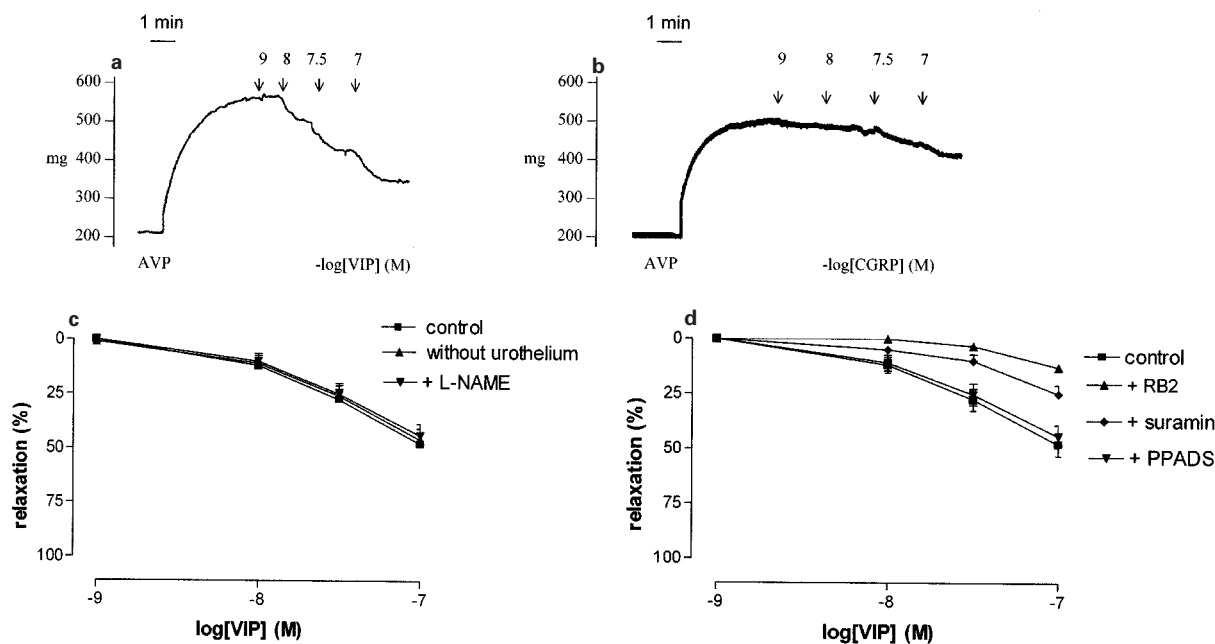 1 min
a
9 8 7.5 7
600
500
mg 400
300
200
AVP -log[VIP] (M)
1 min
b
9 8 7.5 7
600
500
mg 400
300
200
AVP -log[CGRP] (M)
c
control
without urothelium
+ L-NAME
relaxation (%)
0
25
50
75
100
-9 -8 -7
log[VIP] (M)
d
control
+ RB2
+ suramin
+ PPADS
relaxation (%)
0
25
50
75
100
-9 -8 -7
log[VIP] (M)